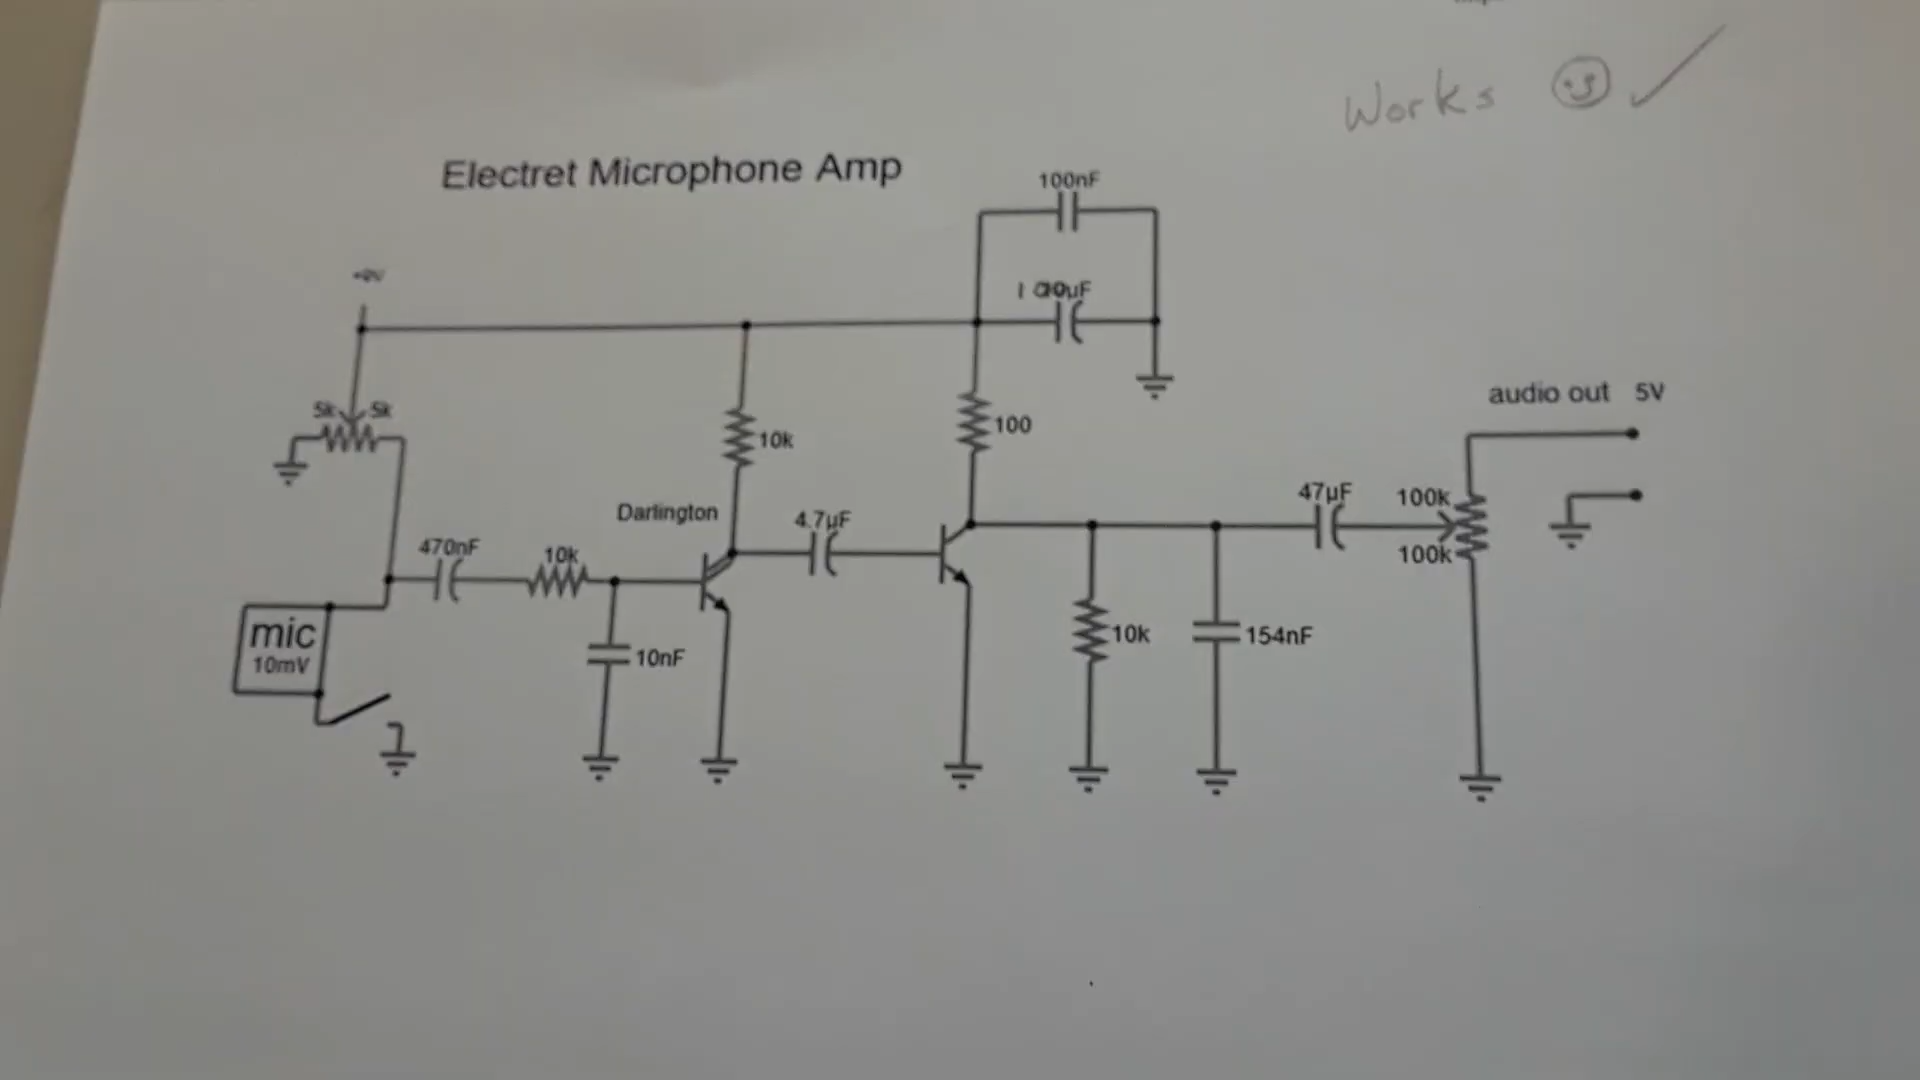 Works
Electret Microphone Amp
100nF
5k 5k
10k
100
audio out 5V
Darlington
4.7µF
47µF
100k
100k
470nF
10k
mic
10mV
10nF
10k
154nF